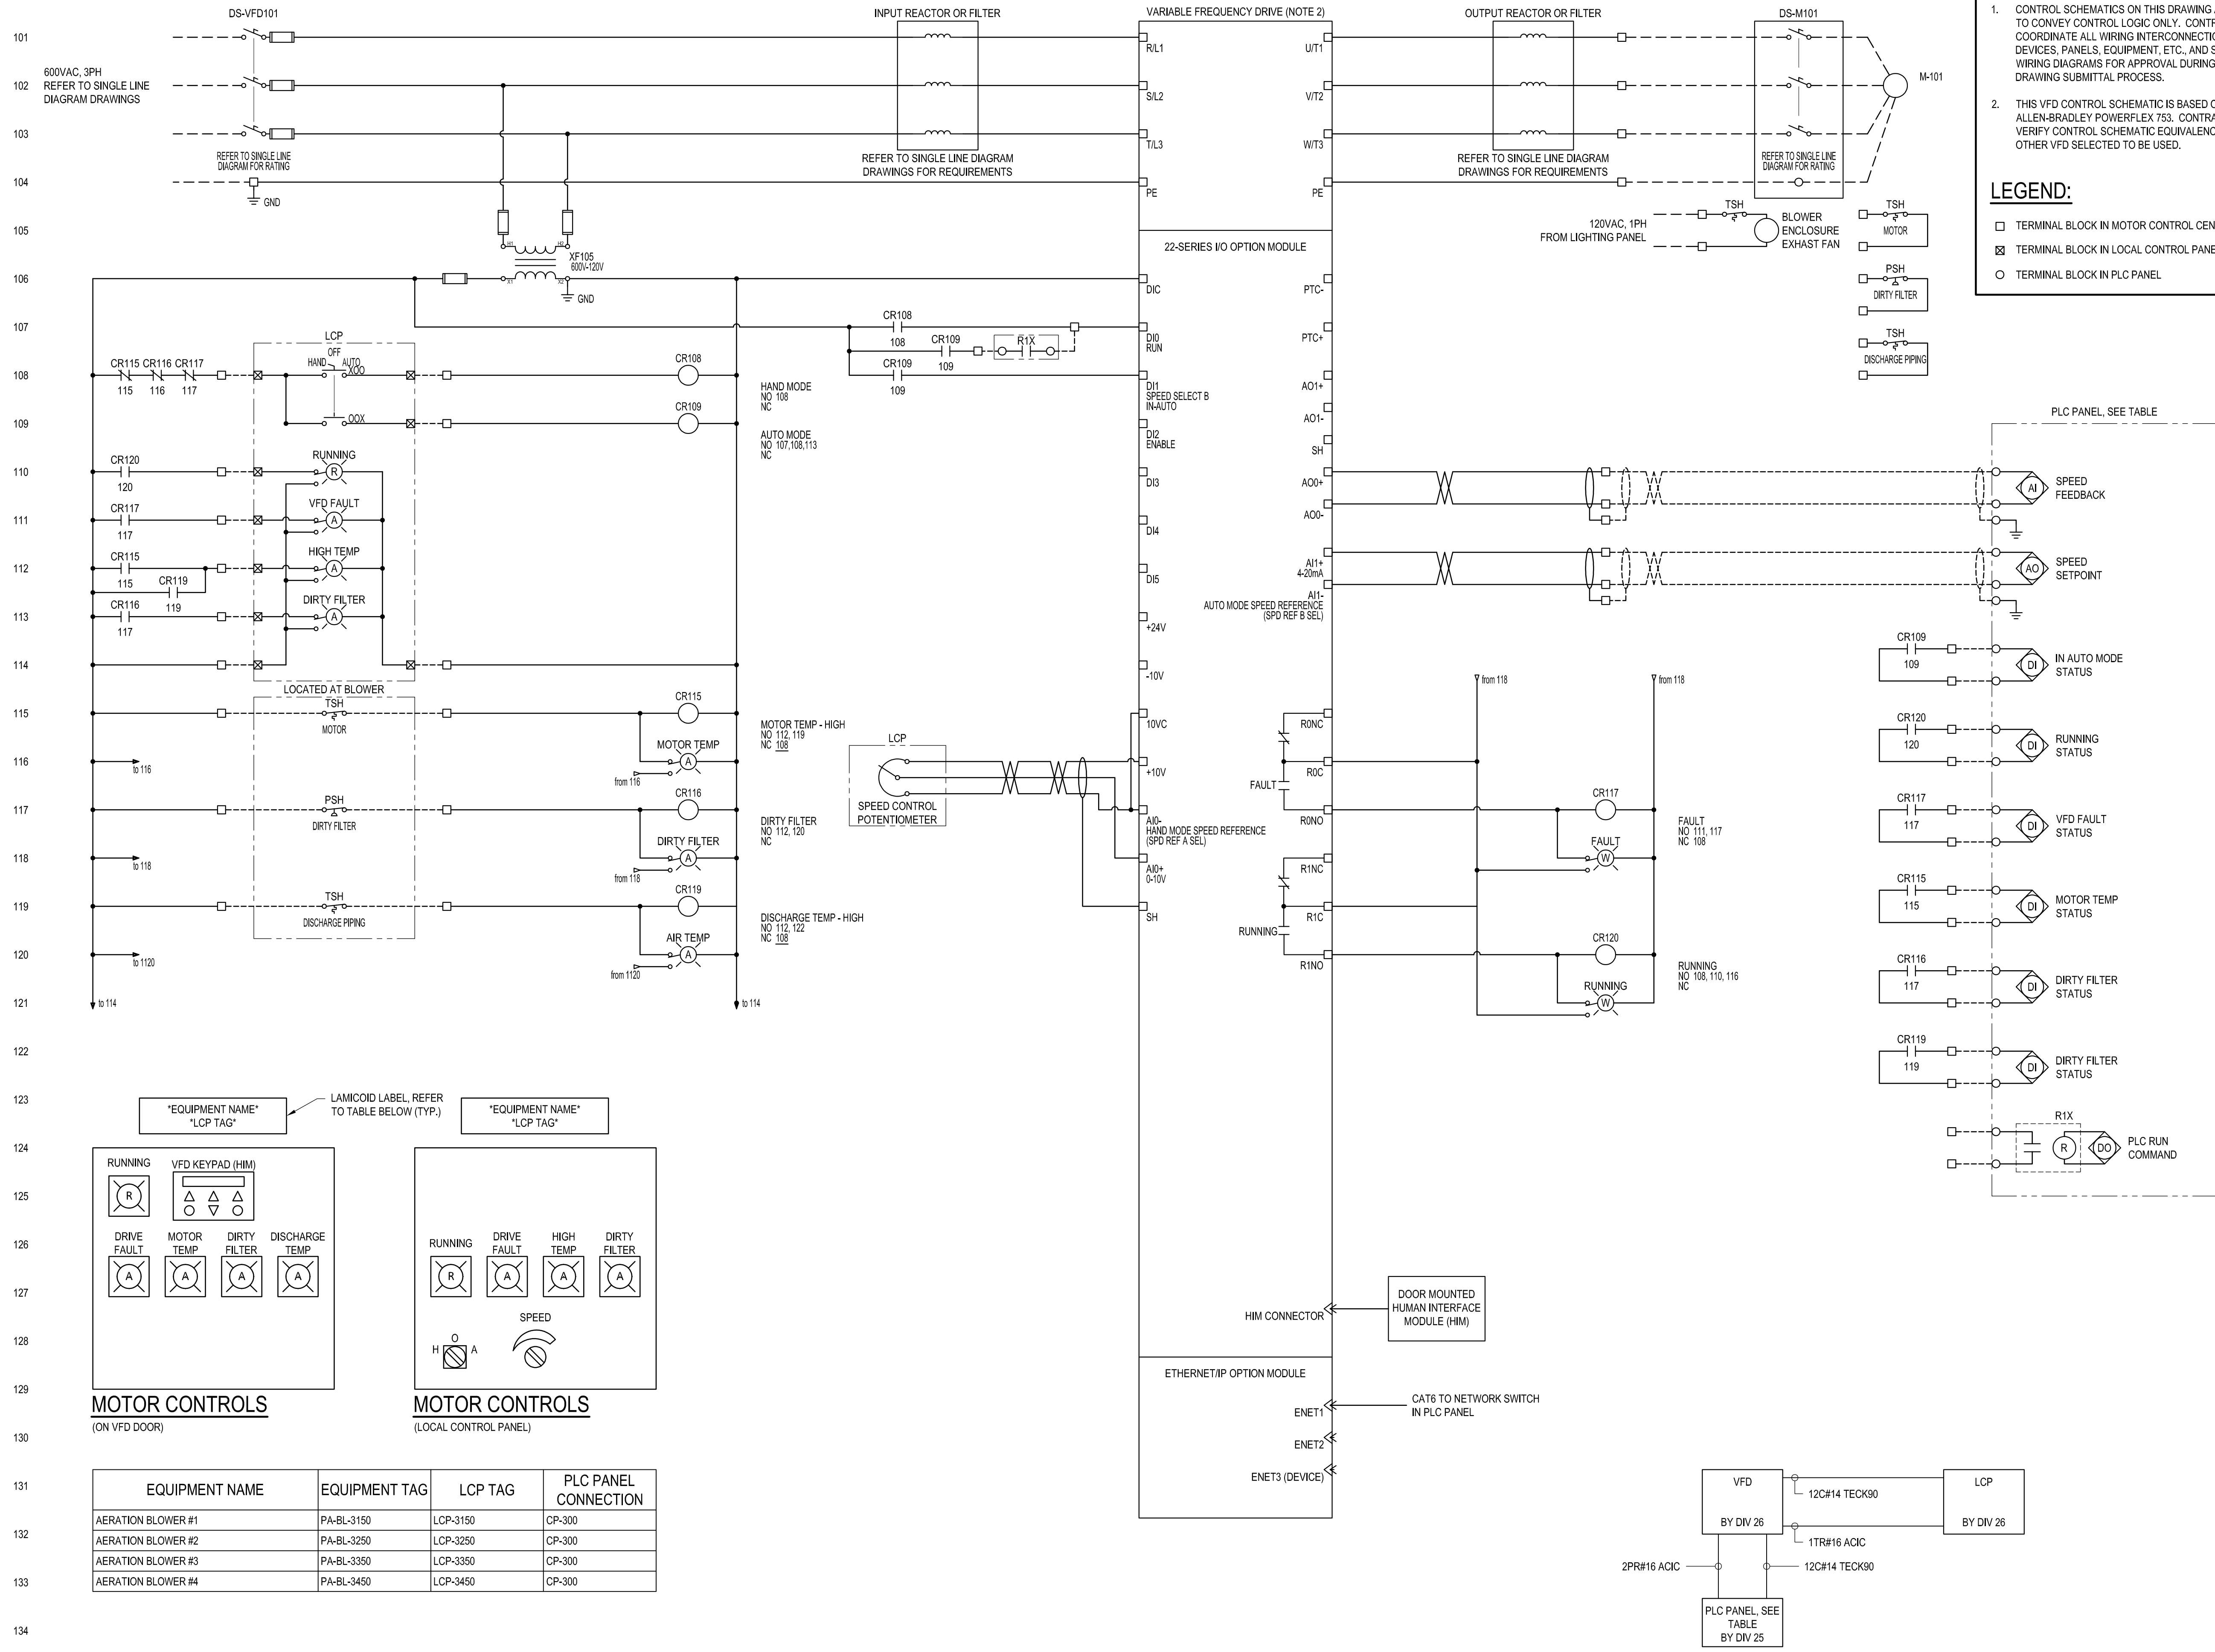 DS-VFD101
INPUT REACTOR OR FILTER
VARIABLE FREQUENCY DRIVE (NOTE 2)
OUTPUT REACTOR OR FILTER
DS-M101
101
102
103
104
105
106
107
108
109
110
111
112
113
114
115
116
117
118
119
120
121
122
123
124
125
126
127
128
129
130
131
132
133
134
600VAC, 3PH
REFER TO SINGLE LINE
DIAGRAM DRAWINGS
REFER TO SINGLE LINE
DIAGRAM FOR RATING
GND
REFER TO SINGLE LINE DIAGRAM
DRAWINGS FOR REQUIREMENTS
R/L1
S/L2
T/L3
PE
U/T1
V/T2
W/T3
PE
REFER TO SINGLE LINE DIAGRAM
DRAWINGS FOR REQUIREMENTS
REFER TO SINGLE LINE
DIAGRAM FOR RATING
M-101
1. CONTROL SCHEMATICS ON THIS DRAWING
TO CONVEY CONTROL LOGIC ONLY.
COORDINATE ALL WIRING
DEVICES, PANELS, EQUIPMENT, ETC., AND
WIRING DIAGRAMS FOR APPROVAL DURING
DRAWING SUBMITTAL PROCESS.
2. THIS VFD CONTROL SCHEMATIC IS BASED
ALLEN-BRADLEY POWERFLEX 753.
VERIFY CONTROL SCHEMATIC
OTHER VFD SELECTED TO BE USED.
LEGEND:
TERMINAL BLOCK IN MOTOR CONTROL CEN
TERMINAL BLOCK IN LOCAL CONTROL PANE
TERMINAL BLOCK IN PLC PANEL
120VAC, 1PH
FROM LIGHTING PANEL
TSH
BLOWER
ENCLOSURE
EXHAST FAN
TSH
MOTOR
PSH
DIRTY FILTER
TSH
DISCHARGE PIPING
H1
H2
X1
X2
XF105
600V-120V
GND
22-SERIES I/O OPTION MODULE
DIC
DI0
RUN
DI1
SPEED SELECT B
IN-AUTO
DI2
ENABLE
DI3
DI4
DI5
+24V
-10V
10VC
+10V
AI0-
HAND MODE SPEED REFERENCE
(SPD REF A SEL)
AI0+
0-10V
SH
PTC-
PTC+
AO1+
AO1-
SH
AO0+
AO0-
AI1+
4-20mA
AI1-
AUTO MODE SPEED REFERENCE
(SPD REF B SEL)
R0NC
R0C
FAULT
R0NO
R1NC
R1C
RUNNING
R1NO
CR108
108
CR109
109
R1X
CR109
109
LCP
OFF
HAND
AUTO
XOO
OOX
CR115 CR116 CR117
115 116 117
CR108
HAND MODE
NO 108
NC
CR109
AUTO MODE
NO 107,108,113
NC
CR120
120
RUNNING
R
CR117
117
VFD FAULT
A
CR115
115
HIGH TEMP
A
CR119
119
CR116
117
DIRTY FILTER
A
LOCATED AT BLOWER
TSH
MOTOR
CR115
MOTOR TEMP - HIGH
NO 112, 119
NC 108
MOTOR TEMP
A
to 116
from 116
PSH
DIRTY FILTER
CR116
DIRTY FILTER
NO 112, 120
NC
DIRTY FILTER
A
to 118
from 118
TSH
DISCHARGE PIPING
CR119
DISCHARGE TEMP - HIGH
NO 112, 122
NC 108
AIR TEMP
A
to 1120
from 1120
to 114
to 114
LCP
SPEED CONTROL
POTENTIOMETER
from 118
from 118
CR117
FAULT
NO 111, 117
NC 108
FAULT
W
CR120
RUNNING
NO 108, 110, 116
NC
RUNNING
W
PLC PANEL, SEE TABLE
AI
SPEED
FEEDBACK
AO
SPEED
SETPOINT
CR109
109
DI
IN AUTO MODE
STATUS
CR120
120
DI
RUNNING
STATUS
CR117
117
DI
VFD FAULT
STATUS
CR115
115
DI
MOTOR TEMP
STATUS
CR116
117
DI
DIRTY FILTER
STATUS
CR119
119
DI
DIRTY FILTER
STATUS
R1X
R
DO
PLC RUN
COMMAND
*EQUIPMENT NAME*
*LCP TAG*
LAMICOID LABEL, REFER
TO TABLE BELOW (TYP.)
*EQUIPMENT NAME*
*LCP TAG*
RUNNING
R
VFD KEYPAD (HIM)
DRIVE
FAULT
A
MOTOR
TEMP
A
DIRTY
FILTER
A
DISCHARGE
TEMP
A
MOTOR CONTROLS
(ON VFD DOOR)
RUNNING
R
DRIVE
FAULT
A
HIGH
TEMP
A
DIRTY
FILTER
A
SPEED
H
O
A
MOTOR CONTROLS
(LOCAL CONTROL PANEL)
HIM CONNECTOR
DOOR MOUNTED
HUMAN INTERFACE
MODULE (HIM)
ETHERNET/IP OPTION MODULE
ENET1
CAT6 TO NETWORK SWITCH
IN PLC PANEL
ENET2
ENET3 (DEVICE)
EQUIPMENT NAME EQUIPMENT TAG LCP TAG PLC PANEL CONNECTION
AERATION BLOWER #1 PA-BL-3150 LCP-3150 CP-300
AERATION BLOWER #2 PA-BL-3250 LCP-3250 CP-300
AERATION BLOWER #3 PA-BL-3350 LCP-3350 CP-300
AERATION BLOWER #4 PA-BL-3450 LCP-3450 CP-300
VFD
BY DIV 26
12C#14 TECK90
1TR#16 ACIC
LCP
BY DIV 26
2PR#16 ACIC
12C#14 TECK90
PLC PANEL, SEE
TABLE
BY DIV 25